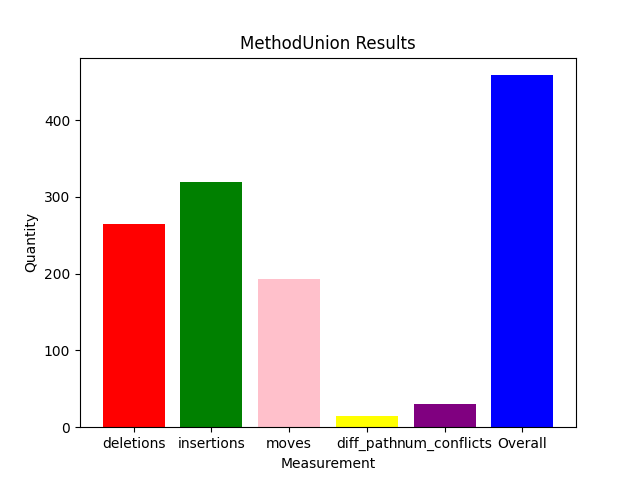 MethodUnion Results
Quantity
400
300
200
100
0
deletions insertions moves diff_path num_conflicts Overall
Measurement